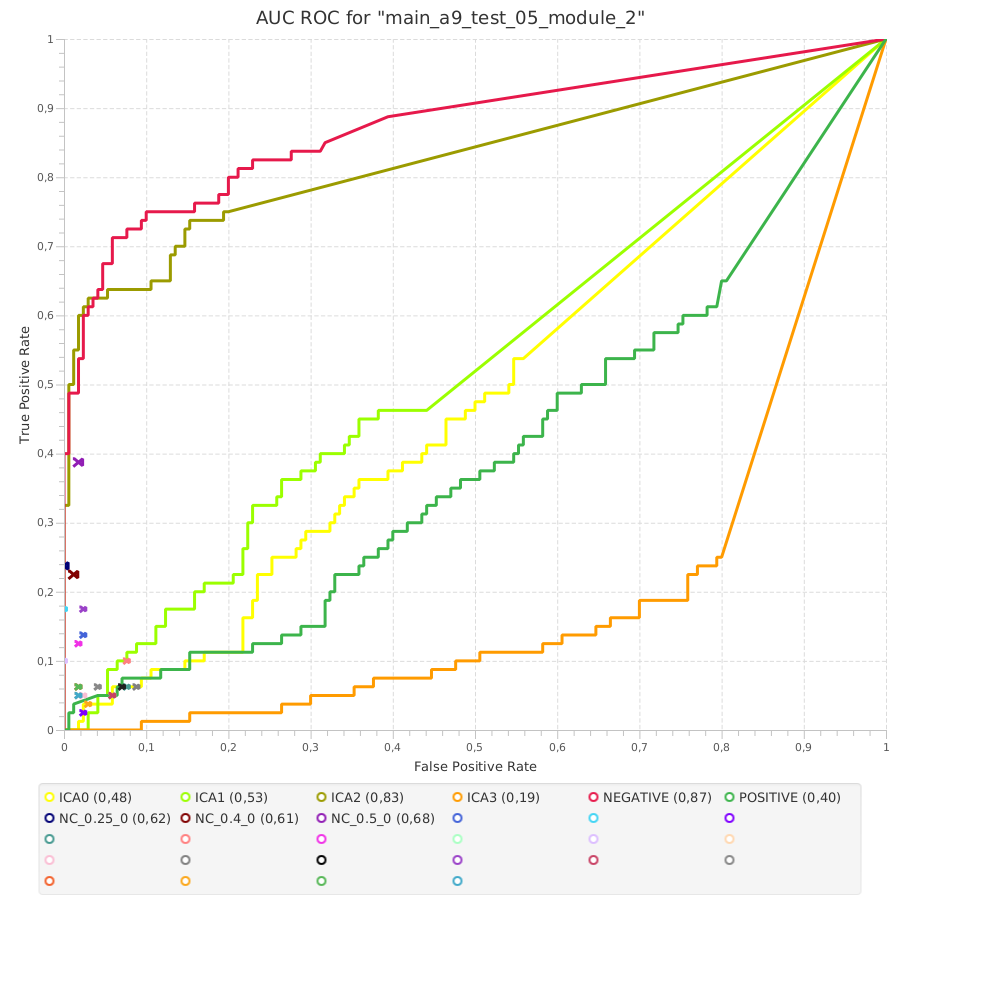 AUC ROC for "main_a9_test_05_module_2"
1
0,9
0,8
0,7
0,6
0,5
0,4
0,3
0,2
0,1
0
True Positive Rate
0 0,1 0,2 0,3 0,4 0,5 0,6 0,7 0,8 0,9 1
False Positive Rate
ICA0 (0,48) ICA1 (0,53) ICA2 (0,83) ICA3 (0,19) NEGATIVE (0,87) POSITIVE (0,40)
NC_0.25_0 (0,62) NC_0.4_0 (0,61) NC_0.5_0 (0,68)